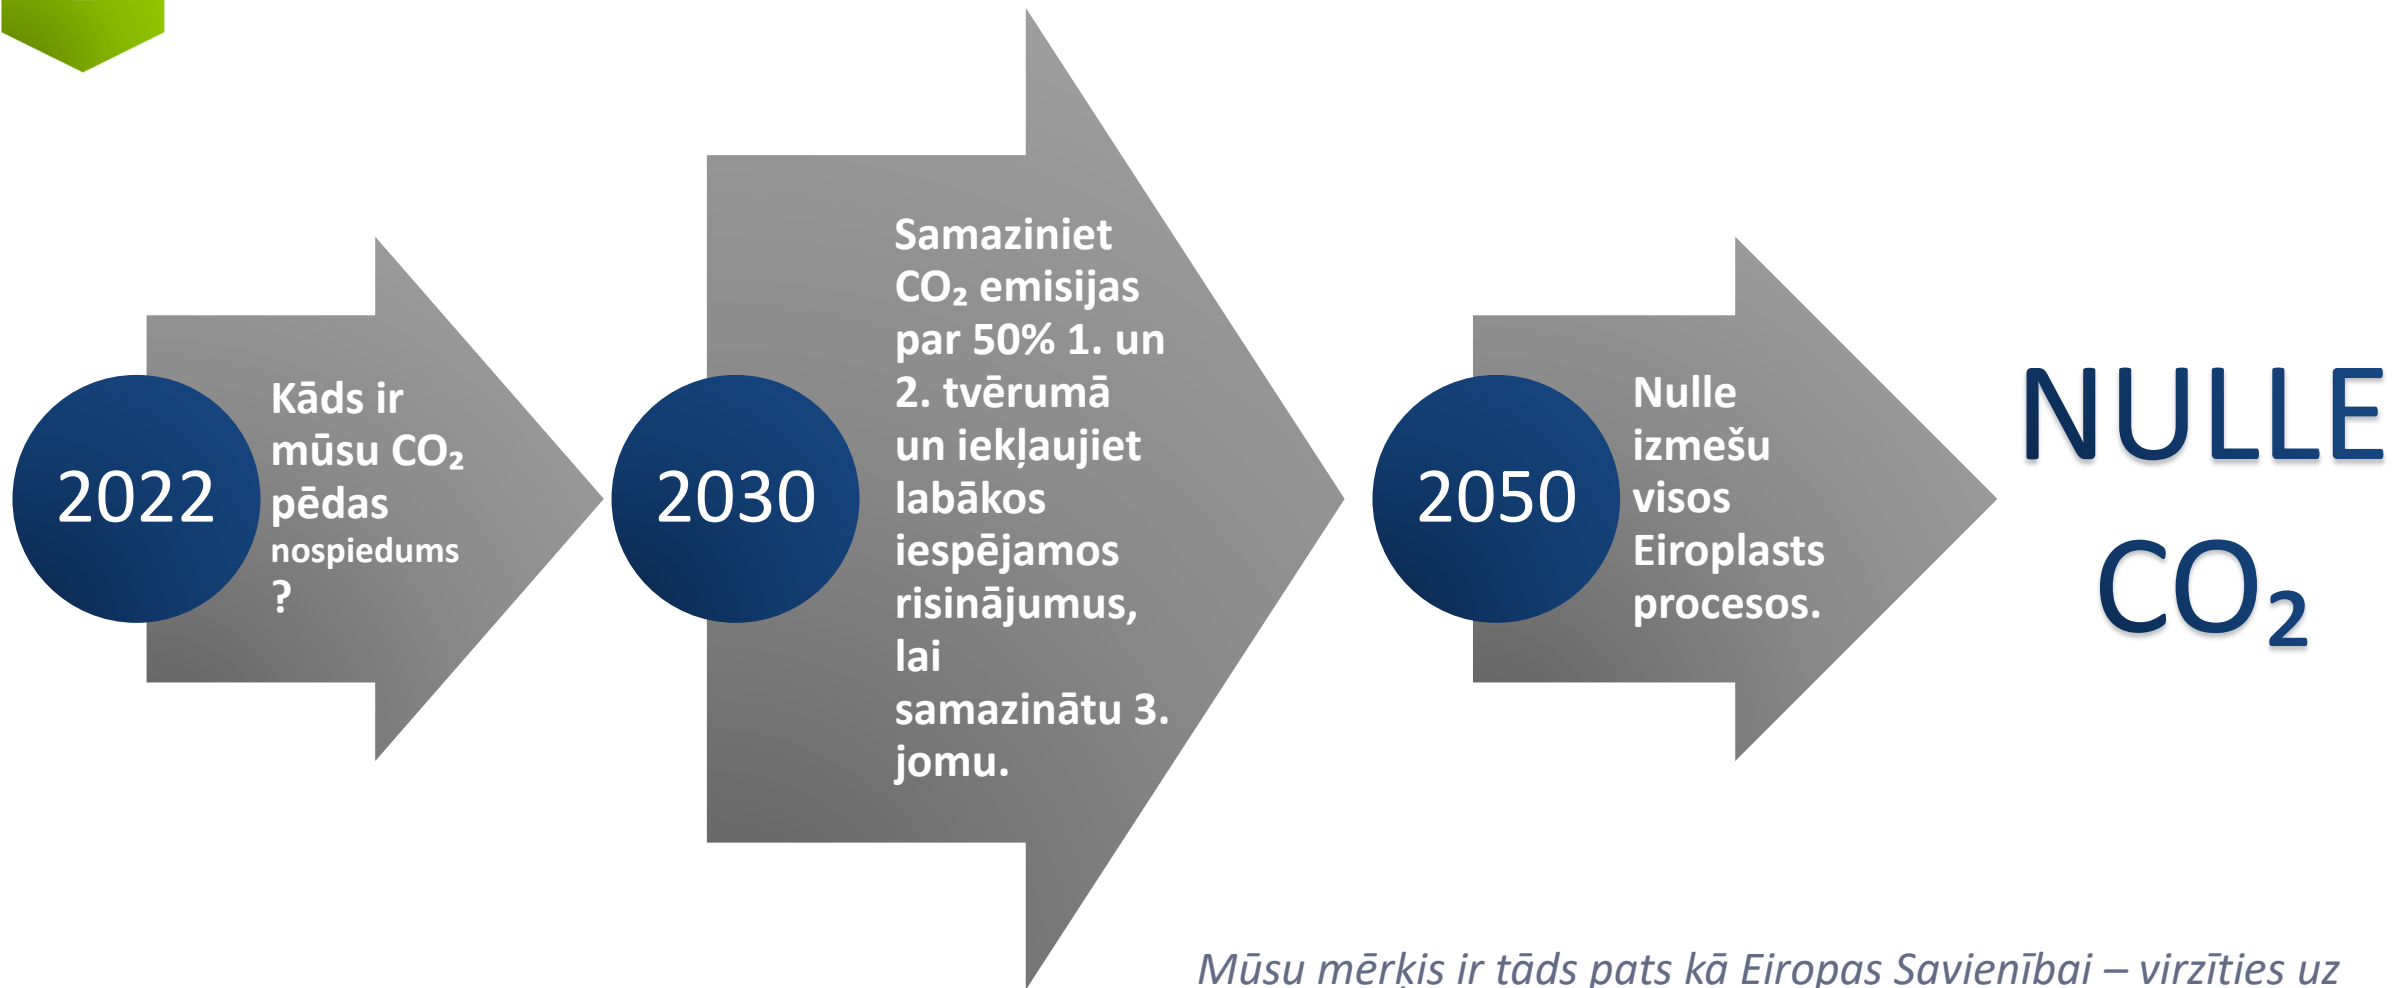 2022
Kāds ir
mūsu CO₂
pēdas
nospiedums
?
2030
Samaziniet
CO₂ emisijas
par 50% 1. un
2. tvērumā
un iekļaujiet
labākos
iespējamos
risinājumus,
lai
samazinātu 3.
jomu.
2050
Nulle
izmešu
visos
Eiroplasts
procesos.
NULLE
CO₂
Mūsu mērķis ir tāds pats kā Eiropas Savienībai – virzīties uz